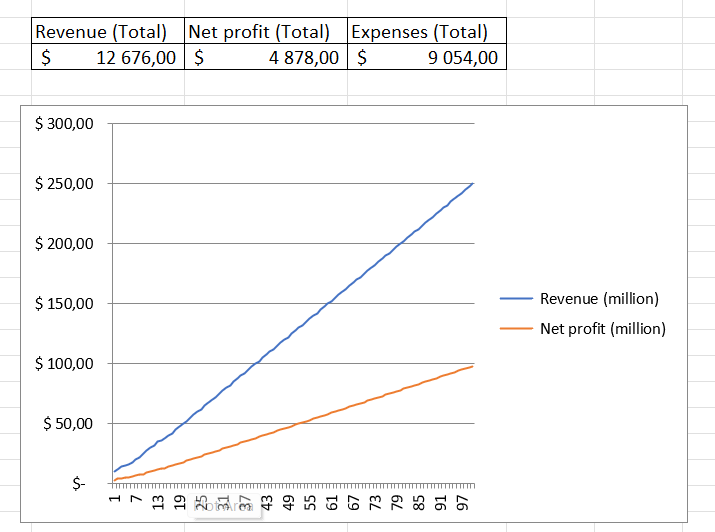 Revenue (Total) Net profit (Total) Expenses (Total)
$ 12 676,00 $ 4 878,00 $ 9 054,00
$ 300,00
$ 250,00
$ 200,00
$ 150,00
$ 100,00
$ 50,00
$-
Revenue (million)
Net profit (million)
1 7 13 19 25 31 37 43 49 55 61 67 73 79 85 91 97
Plot Area